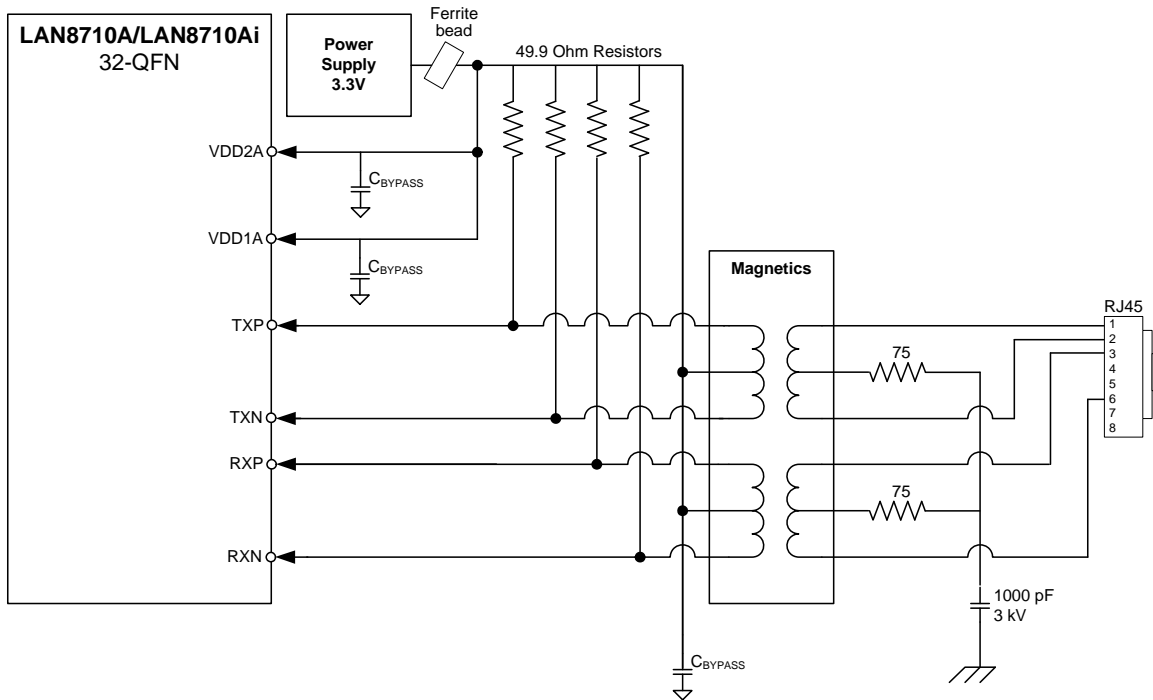 LAN8710A/LAN8710Ai
32-QFN
Power
Supply
3.3V
Ferrite
bead
49.9 Ohm Resistors
VDD2A
CBYPASS
VDD1A
CBYPASS
Magnetics
TXP
RJ45
1
2
3
4
5
6
7
8
75
TXN
RXP
75
RXN
1000 pF
3 kV
CBYPASS